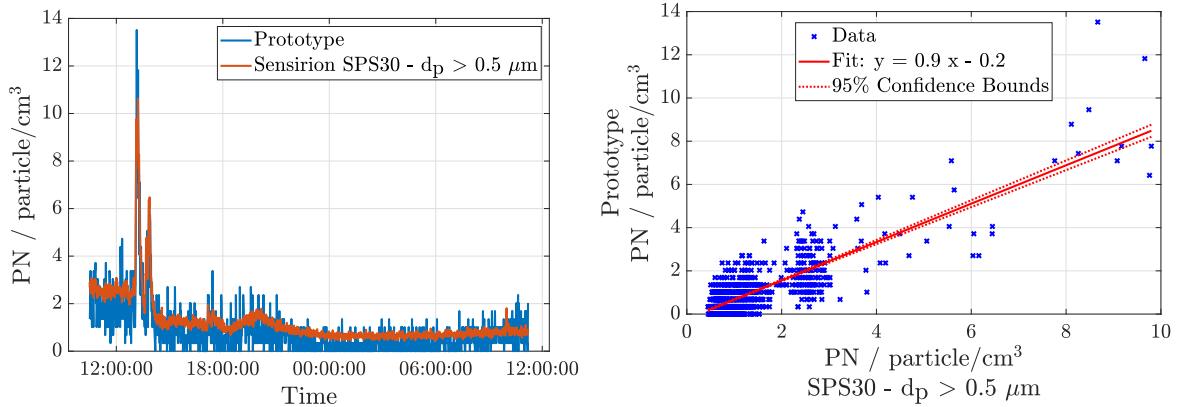 14
12
10
8
6
4
2
0
PN / particle/cm³
Prototype
Sensirion SPS30 - dₚ > 0.5 μm
12:00:00 18:00:00 00:00:00 06:00:00 12:00:00
Time
14
12
10
8
6
4
2
0
Prototype
PN / particle/cm³
Data
Fit: y = 0.9 x - 0.2
95% Confidence Bounds
0 2 4 6 8 10
PN / particle/cm³
SPS30 - dₚ > 0.5 μm